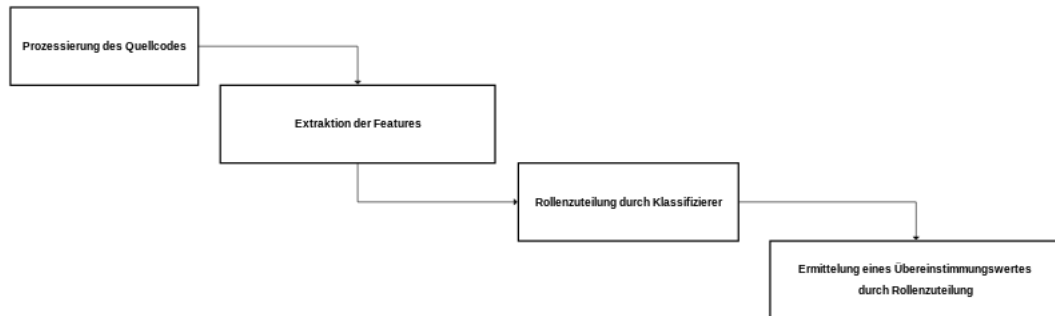 Prozessierung des Quellcodes
Extraktion der Features
Rollenzuteilung durch Klassifizierer
Ermittelung eines Übereinstimmungswertes
durch Rollenzuteilung